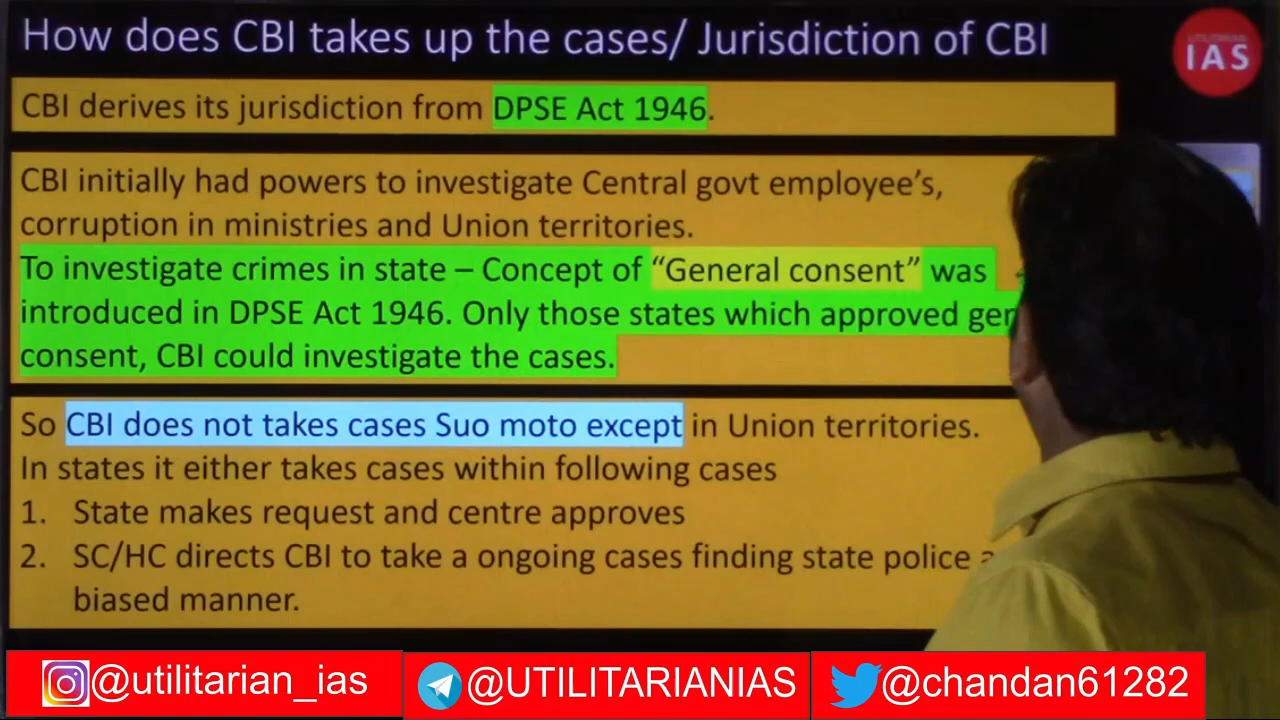 How does CBI takes up the cases/ Jurisdiction of CBI
UTILITARIAN
IAS
CBI derives its jurisdiction from DPSE Act 1946.
CBI initially had powers to investigate Central govt employee's,
corruption in ministries and Union territories.
To investigate crimes in state – Concept of “General consent” was
introduced in DPSE Act 1946. Only those states which approved
consent, CBI could investigate the cases.
So CBI does not takes cases Suo moto except in Union territories.
In states it either takes cases within following cases
1. State makes request and centre approves
2. SC/HC directs CBI to take a ongoing cases finding state police
biased manner.
@utilitarian_ias
@UTILITARIANIAS
@chandan61282